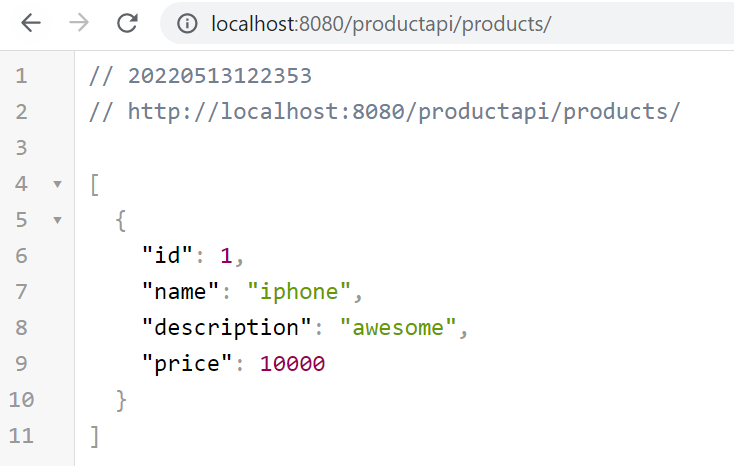 localhost:8080/productapi/products/
1 // 20220513122353
2 // http://localhost:8080/productapi/products/
3
4 [
5 {
6 "id": 1,
7 "name": "iphone",
8 "description": "awesome",
9 "price": 10000
10 }
11 ]